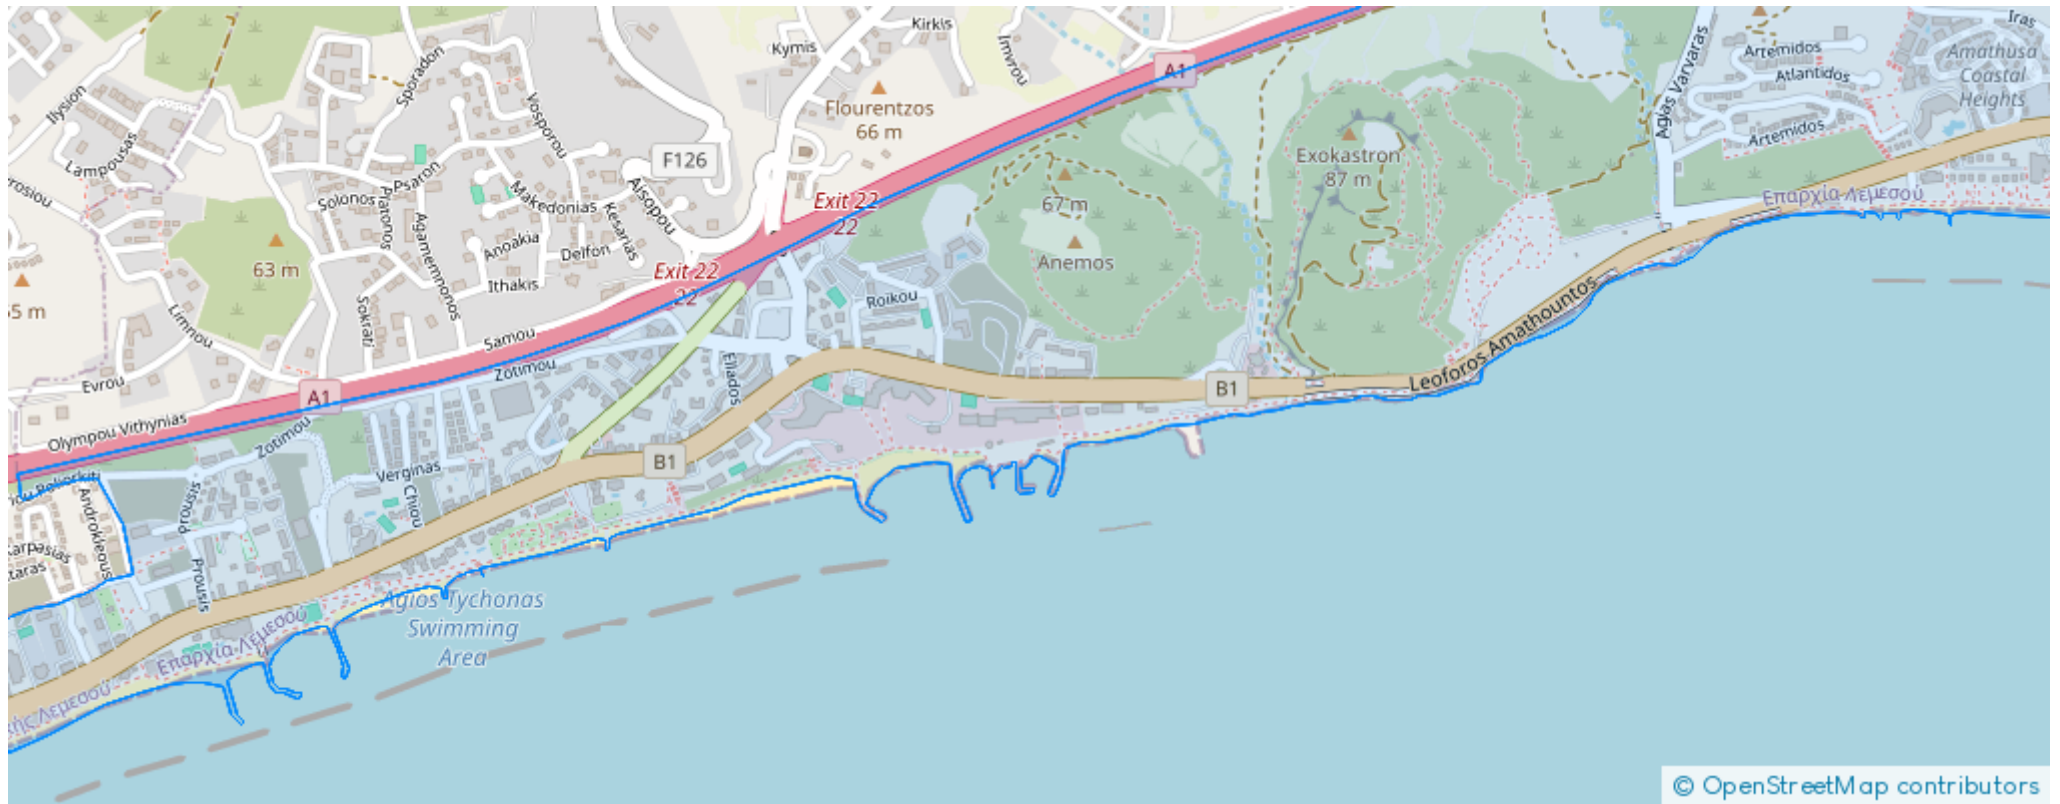 Kirkis
Kymis
Imvrou
Iras
Artemidos
Amathusa
Coastal
Heights
Atlantidos
Artemidos
Agias Varvaras
A1
Sporadon
Ilysion
Vosporou
Lampousas
Flourentzos
66 m
F126
Exokastron
87 m
Psaron
Makedonias
Aisopou
Solonos
Agamemnonos
Kesarias
Exit 22
22
67 m
Επαρχία Λεμεσού
Anoakia
Delfon
Anemos
63 m
Exit 22
22
Ithakis
Roikou
5 m
Limnou
Sokrati
Samou
Leoforos Amathountos
Zotimou
Evrou
A1
Ellados
B1
Olympou Vithynias
Zotimou
B1
Verginas
Chiou
Androkleous
Prousis
Karpasias
taras
Prousis
Agios Tychonas
Swimming
Area
Επαρχία Λεμεσού
Λεμεσού
© OpenStreetMap contributors